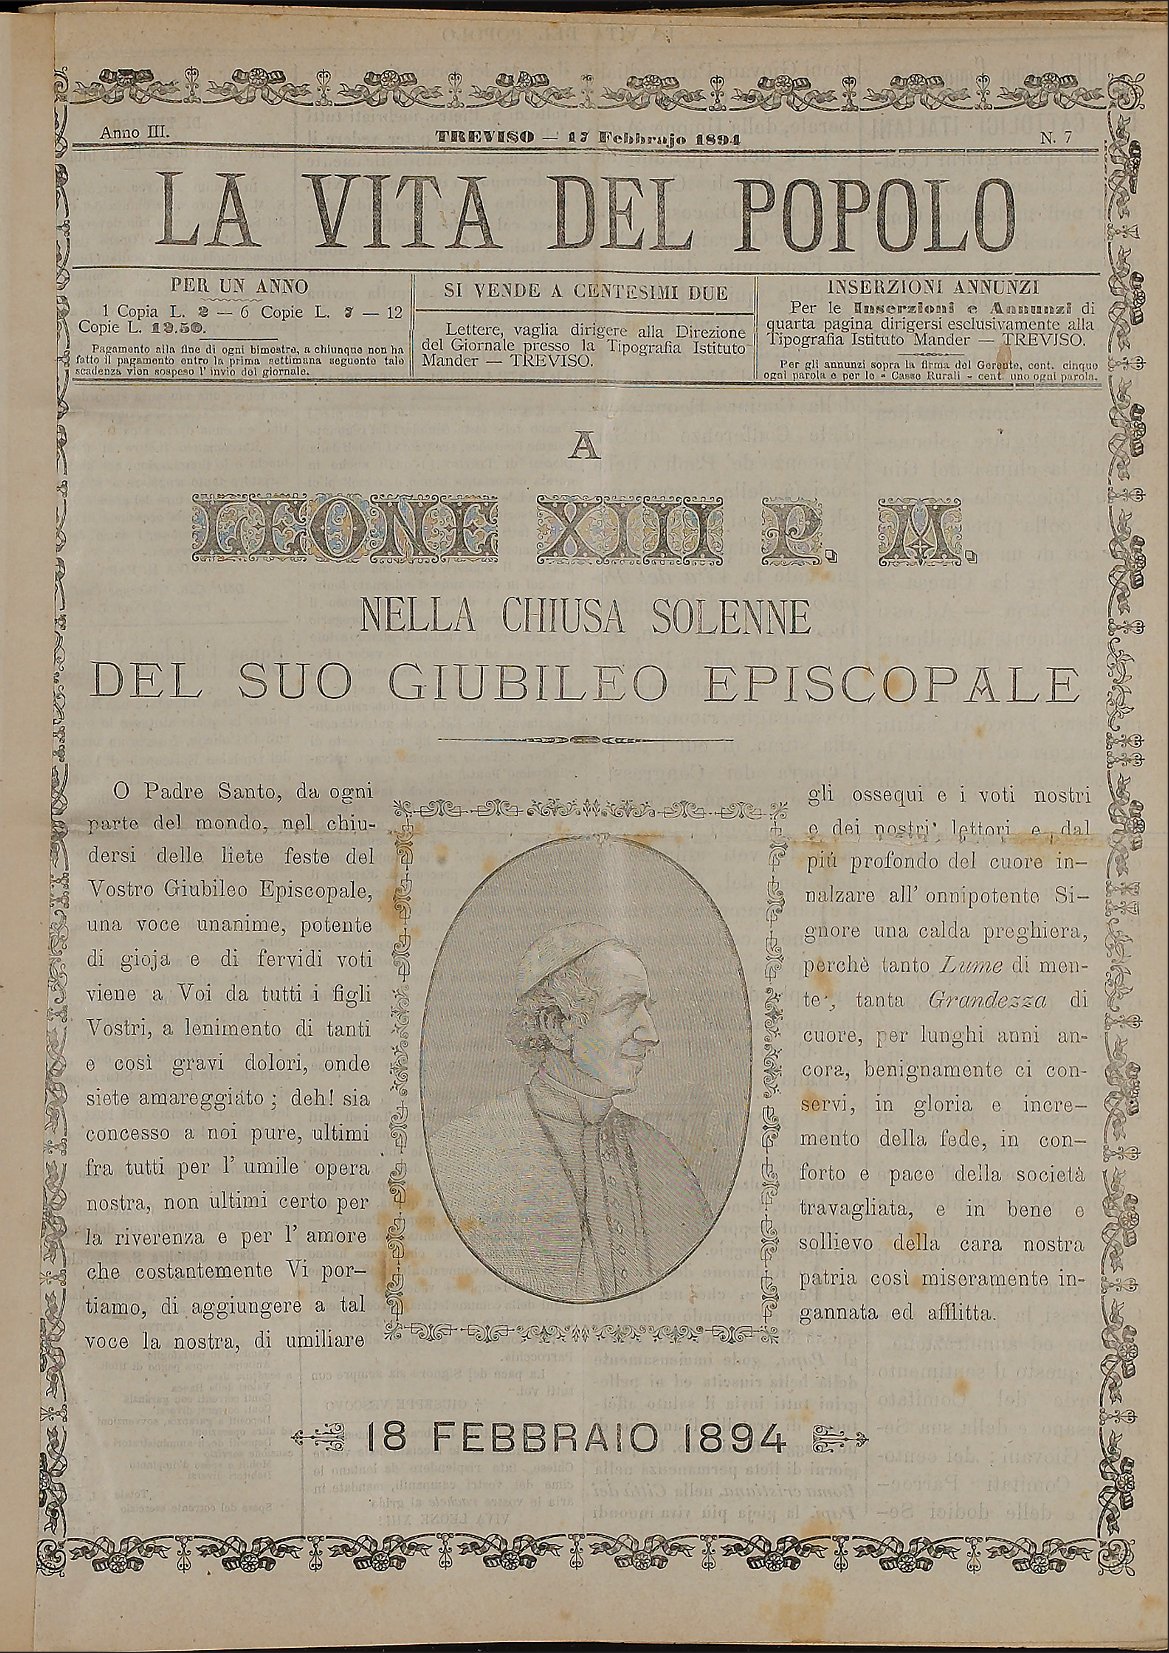 Anno III.
TREVISO — 17 Febbrajo 1894
N. 7
LA VITA DEL POPOLO
PER UN ANNO
1 Copia L. 2 — 6 Copie L. 7 — 12
Copie L. 12.50.
Pagamento alla fine di ogni bimestre, a chiunque non ha
fatto il pagamento entro la prima settimana seguente tale
scadenza vien sospeso l' invio del giornale.
SI VENDE A CENTESIMI DUE
Lettere, vaglia dirigere alla Direzione
del Giornale presso la Tipografia Istituto
Mander — TREVISO.
INSERZIONI ANNUNZI
Per le Inserzioni e Annunzi di
quarta pagina dirigersi esclusivamente alla
Tipografia Istituto Mander — TREVISO.
Per gli annunzi sopra la firma del Gerente, cent. cinque
ogni parola e per le « Casse Rurali » cent. uno ogni parola.
A
LEONE XIII P. M.
NELLA CHIUSA SOLENNE
DEL SUO GIUBILEO EPISCOPALE
O Padre Santo, da ogni
parte del mondo, nel chiu-
dersi delle liete feste del
Vostro Giubileo Episcopale,
una voce unanime, potente
di gioja e di fervidi voti
viene a Voi da tutti i figli
Vostri, a lenimento di tanti
e così gravi dolori, onde
siete amareggiato ; deh! sia
concesso a noi pure, ultimi
fra tutti per l' umile opera
nostra, non ultimi certo per
la riverenza e per l' amore
che costantemente Vi por-
tiamo, di aggiungere a tal
voce la nostra, di umiliare
gli ossequi e i voti nostri
e dei nostri lettori e dal
più profondo del cuore in-
nalzare all' onnipotente Si-
gnore una calda preghiera,
perchè tanto Lume di men-
te, tanta Grandezza di
cuore, per lunghi anni an-
cora, benignamente ci con-
servi, in gloria e incre-
mento della fede, in con-
forto e pace della società
travagliata, e in bene e
sollievo della cara nostra
patria così miseramente in-
gannata ed afflitta.
18 FEBBRAIO 1894